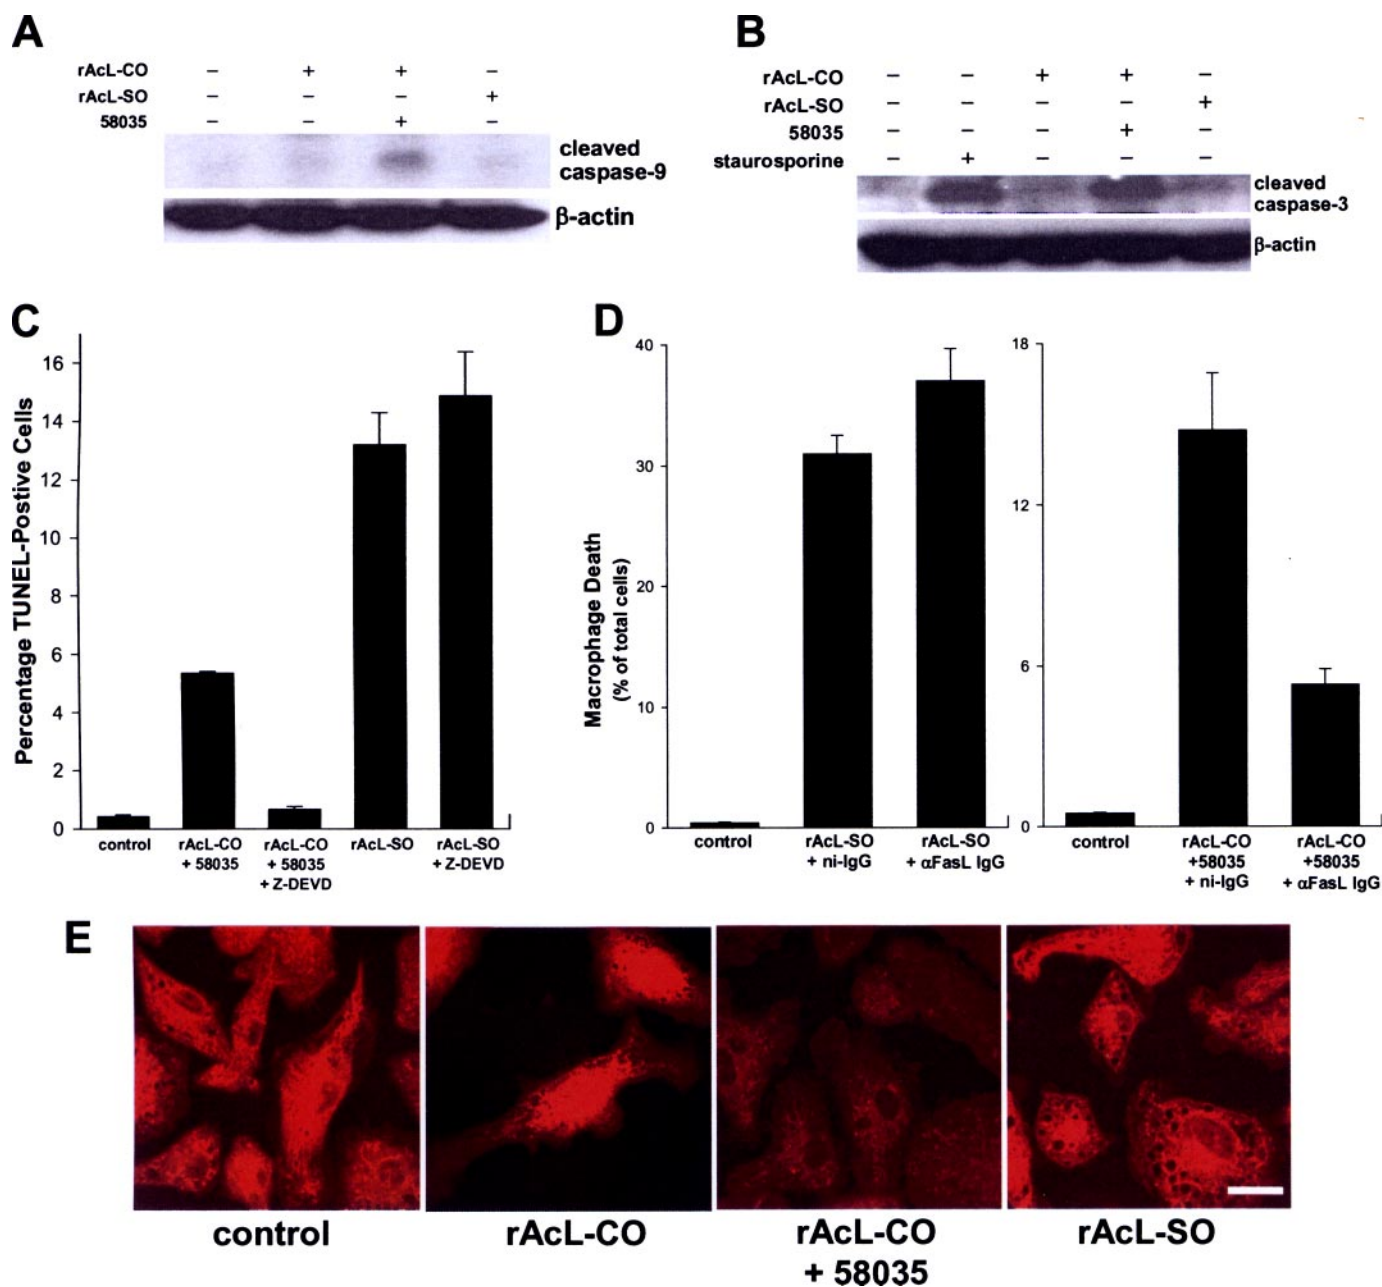 A
rAcL-CO − + + −
rAcL-SO − − − +
58035 − − + −
cleaved
caspase-9
β-actin
B
rAcL-CO − − + + −
rAcL-SO − − − − +
58035 − − − + −
staurosporine − + − − −
cleaved
caspase-3
β-actin
C
Percentage TUNEL-Postive Cells
16
14
12
10
8
6
4
2
0
control
rAcL-CO
+ 58035
rAcL-CO
+ 58035
+ Z-DEVD
rAcL-SO
rAcL-SO
+ Z-DEVD
D
Macrophage Death
(% of total cells)
40
30
20
10
0
control
rAcL-SO
+ ni-IgG
rAcL-SO
+ αFasL IgG
18
12
6
0
control
rAcL-CO
+58035
+ ni-IgG
rAcL-CO
+58035
+ αFasL IgG
E
control
rAcL-CO
rAcL-CO
+ 58035
rAcL-SO